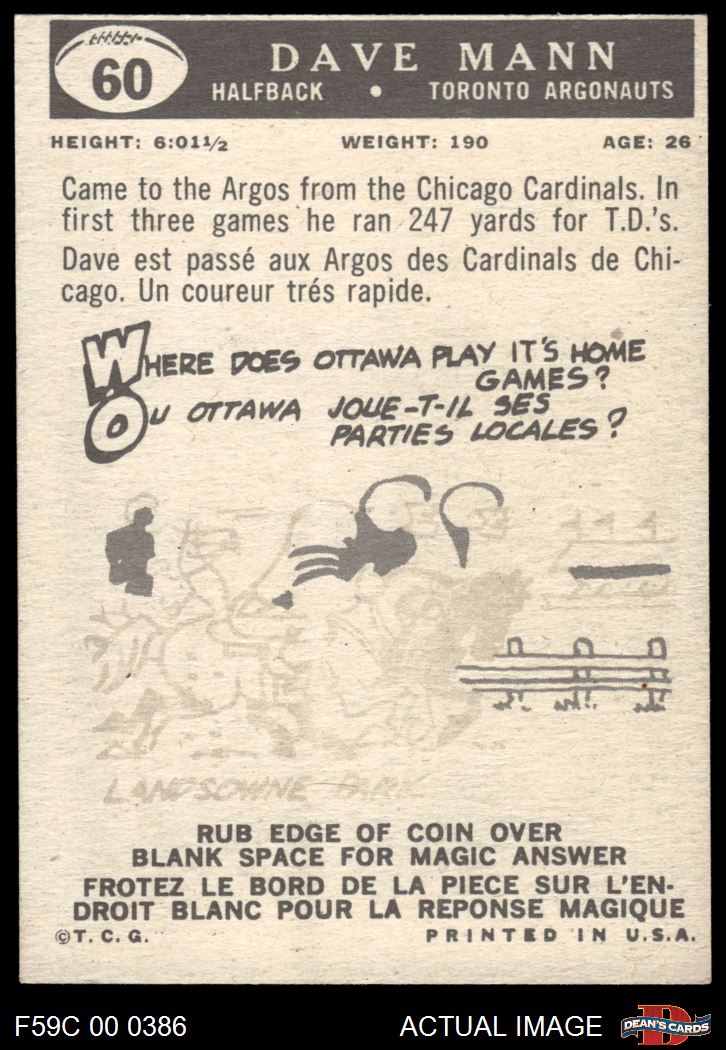 60
DAVE MANN
HALFBACK • TORONTO ARGONAUTS
HEIGHT: 6:01½ WEIGHT: 190 AGE: 26
Came to the Argos from the Chicago Cardinals. In
first three games he ran 247 yards for T.D.'s.
Dave est passé aux Argos des Cardinals de Chi-
cago. Un coureur trés rapide.
WHERE DOES OTTAWA PLAY IT'S HOME
GAMES?
OU OTTAWA JOUE-T-IL SES
PARTIES LOCALES?
LANDSOWNE PARK
RUB EDGE OF COIN OVER
BLANK SPACE FOR MAGIC ANSWER
FROTEZ LE BORD DE LA PIECE SUR L'EN-
DROIT BLANC POUR LA REPONSE MAGIQUE
©T.C.G. PRINTED IN U.S.A.
F59C 00 0386 ACTUAL IMAGE DEAN'S CARDS